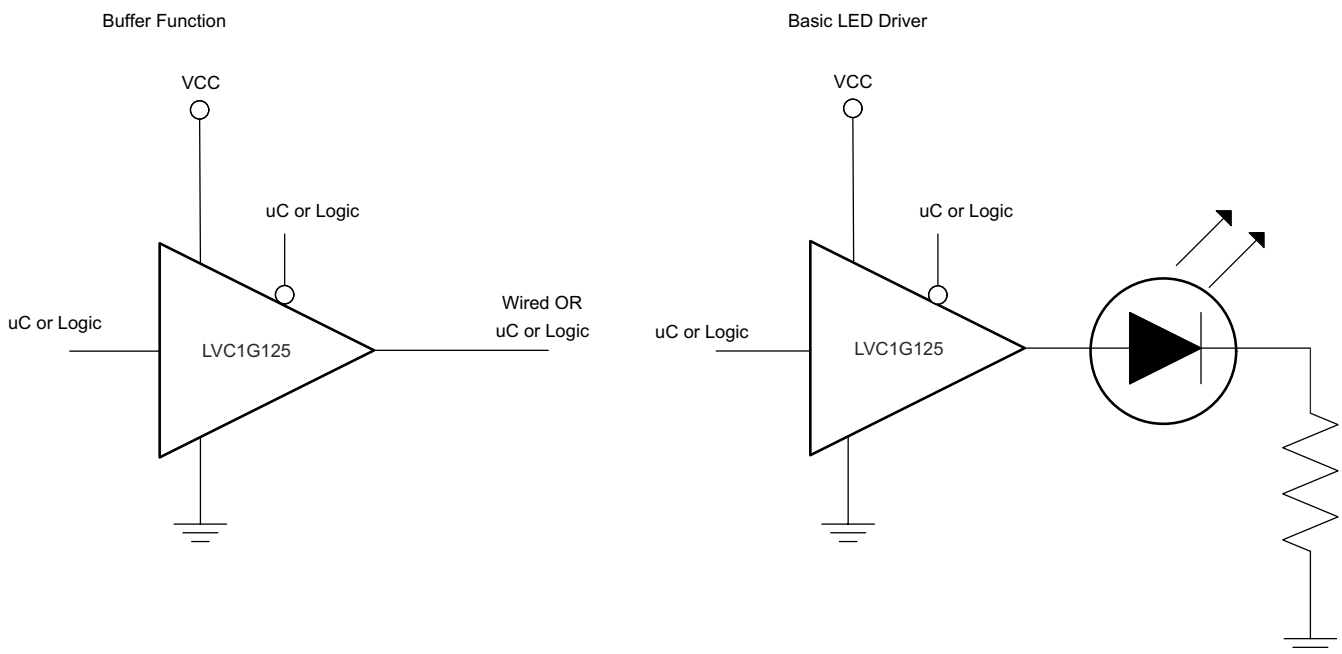 Buffer Function
VCC
uC or Logic
uC or Logic
LVC1G125
Wired OR
uC or Logic
Basic LED Driver
VCC
uC or Logic
uC or Logic
LVC1G125